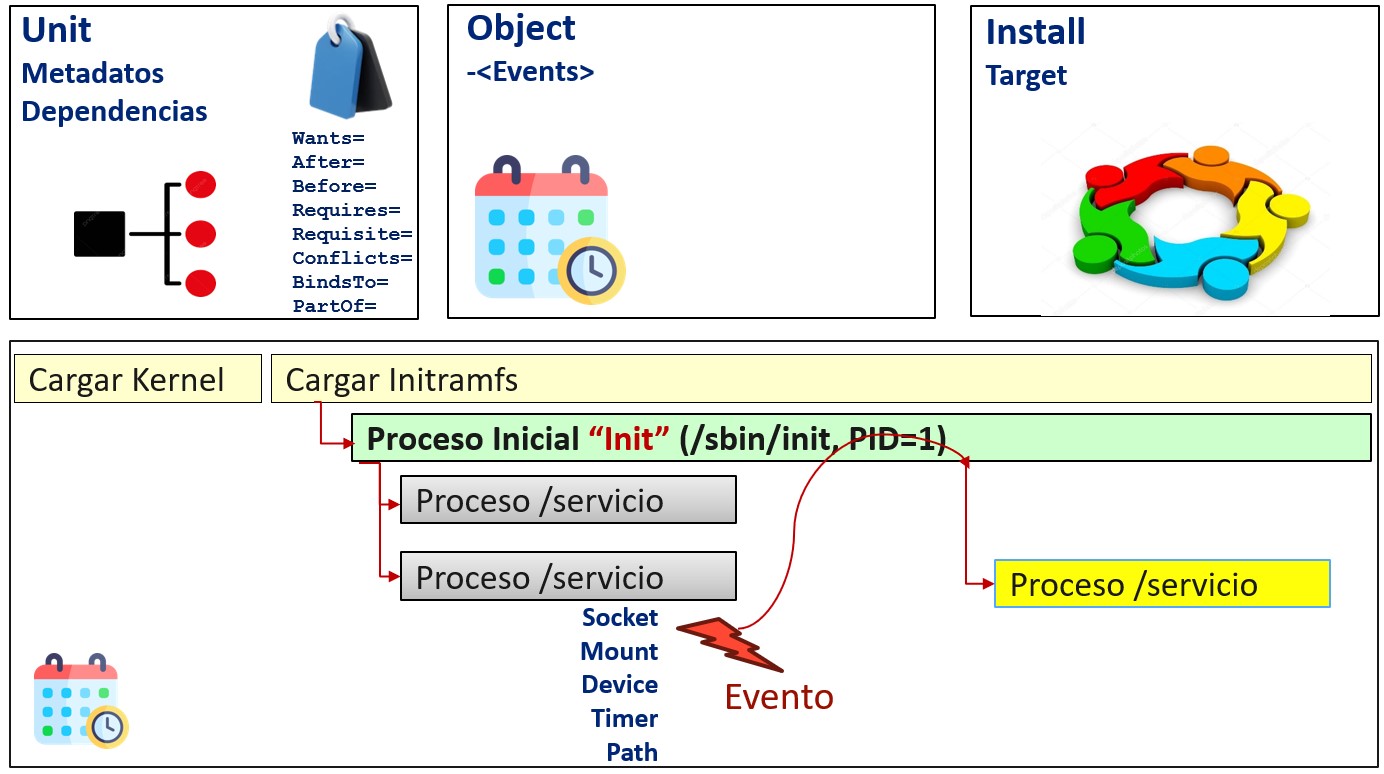 Unit
Metadatos
Dependencias
Wants=
After=
Before=
Requires=
Requisite=
Conflicts=
BindsTo=
PartOf=
Object
-<Events>
Install
Target
Cargar Kernel
Cargar Initramfs
Proceso Inicial “Init” (/sbin/init, PID=1)
Proceso /servicio
Proceso /servicio
Proceso /servicio
Socket
Mount
Device
Timer
Path
Evento